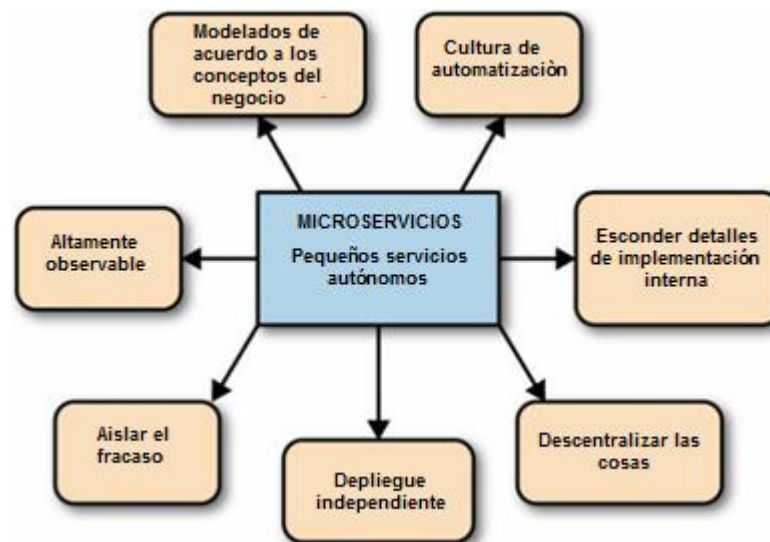 Modelados de
acuerdo a los
conceptos del
negocio
Cultura de
automatizaciòn
MICROSERVICIOS
Pequeños servicios
autónomos
Altamente
observable
Esconder detalles
de implementación
interna
Aislar el
fracaso
Depliegue
independiente
Descentralizar las
cosas